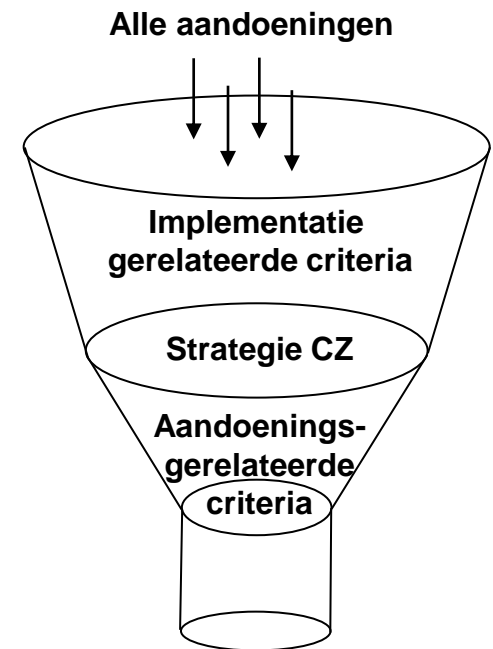 Alle aandoeningen
Implementatie
gerelateerde criteria
Strategie CZ
Aandoenings-
gerelateerde
criteria